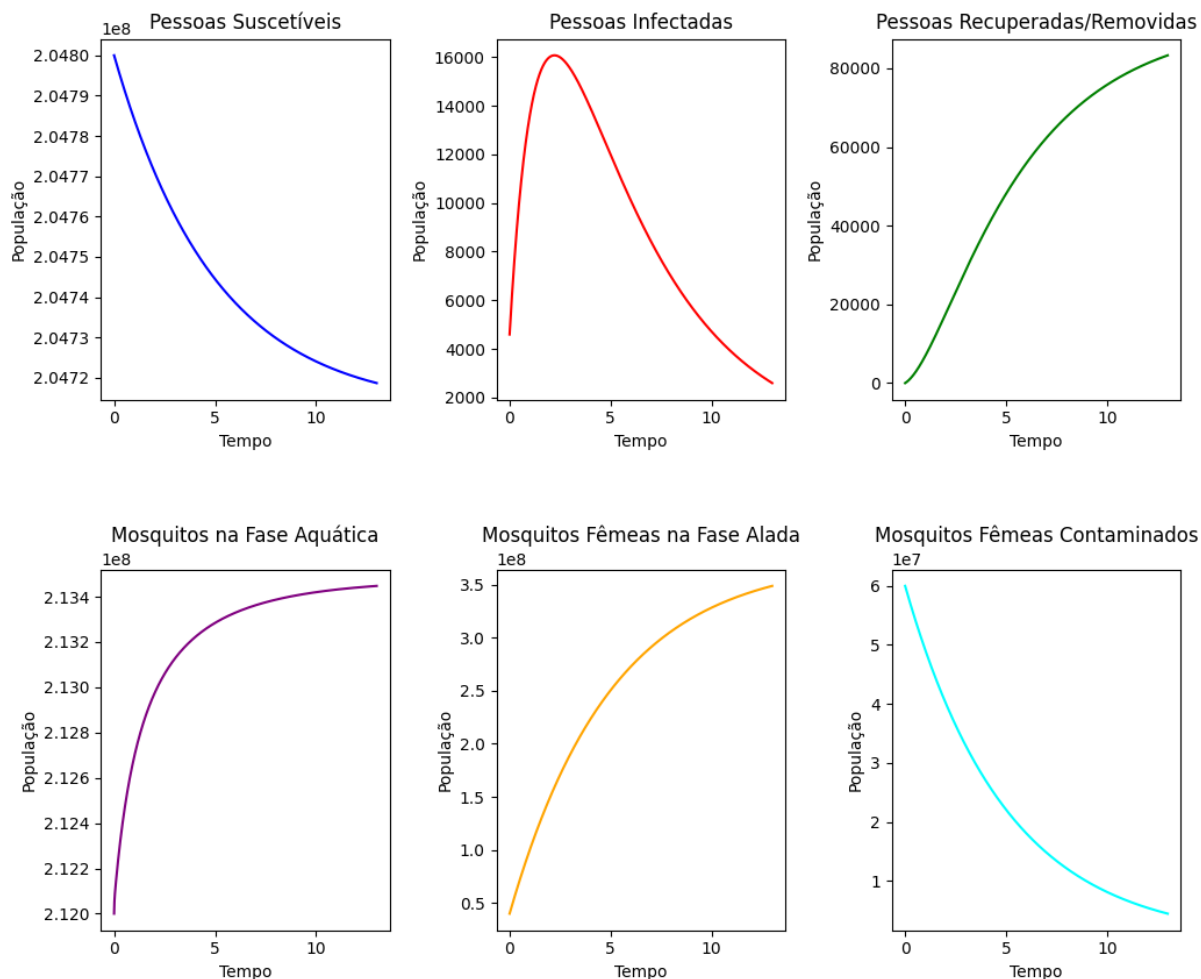 Pessoas Suscetíveis
1e8
2.0480
2.0479
2.0478
2.0477
2.0476
2.0475
2.0474
2.0473
2.0472
População
0 5 10
Tempo
Pessoas Infectadas
16000
14000
12000
10000
8000
6000
4000
2000
População
0 5 10
Tempo
Pessoas Recuperadas/Removidas
80000
60000
40000
20000
0
População
0 5 10
Tempo
Mosquitos na Fase Aquática
1e8
2.134
2.132
2.130
2.128
2.126
2.124
2.122
2.120
População
0 5 10
Tempo
Mosquitos Fêmeas na Fase Alada
1e8
3.5
3.0
2.5
2.0
1.5
1.0
0.5
População
0 5 10
Tempo
Mosquitos Fêmeas Contaminados
1e7
6
5
4
3
2
1
População
0 5 10
Tempo